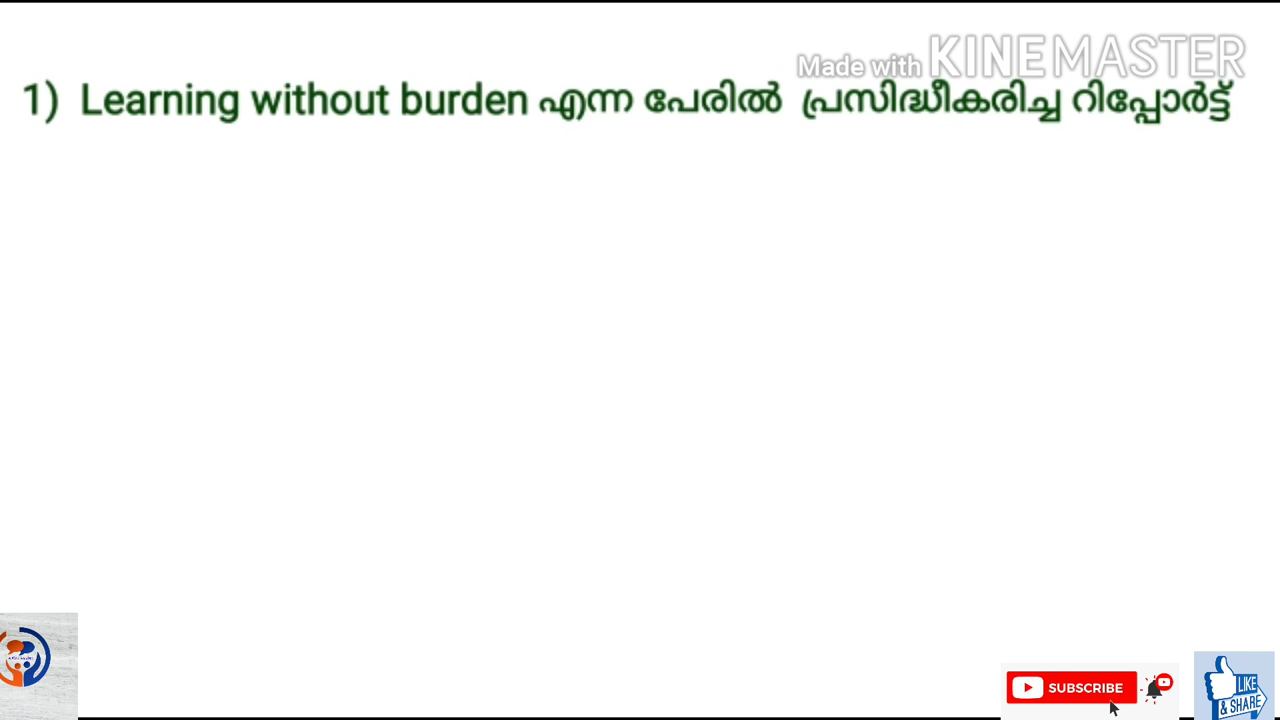 Made with KINEMASTER
1) Learning without burden എന്ന പേരിൽ പ്രസിദ്ധീകരിച്ച റിപ്പോർട്ട്
SUBSCRIBE
LIKE
& SHARE